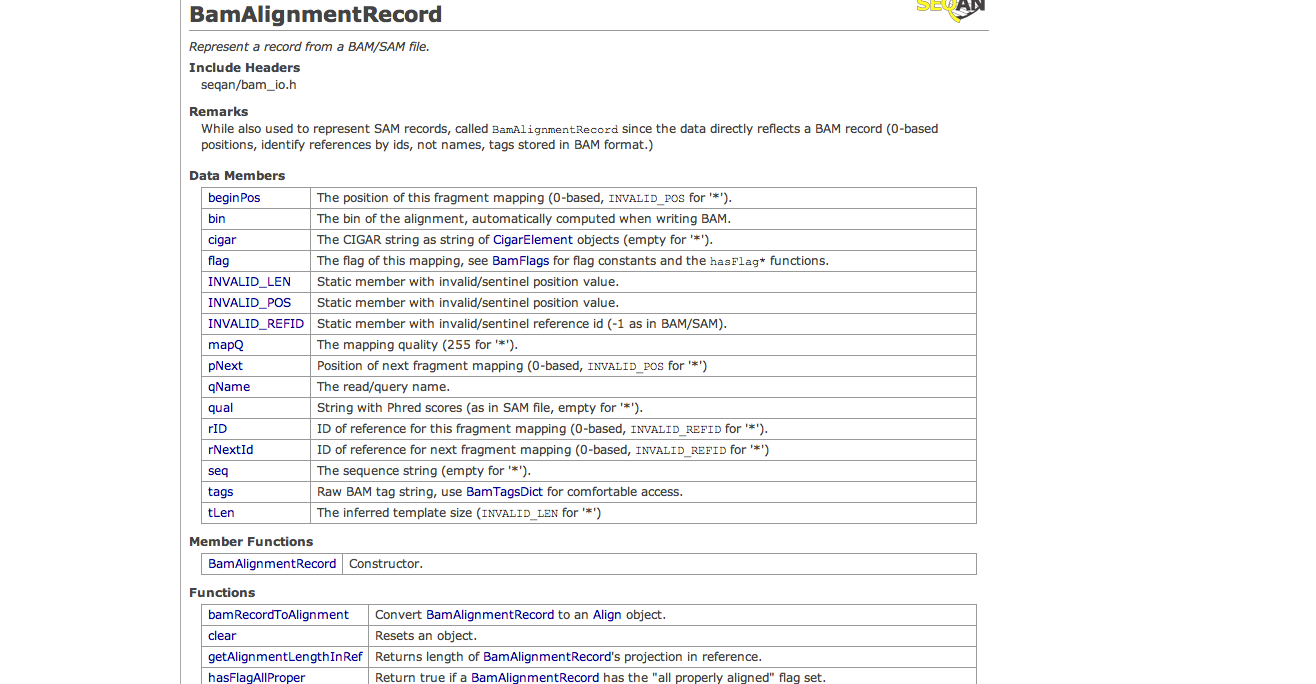 SEQAN
BamAlignmentRecord
Represent a record from a BAM/SAM file.
Include Headers
seqan/bam_io.h
Remarks
While also used to represent SAM records, called BamAlignmentRecord since the data directly reflects a BAM record (0-based
positions, identify references by ids, not names, tags stored in BAM format.)
Data Members
beginPos The position of this fragment mapping (0-based, INVALID_POS for '*').
bin The bin of the alignment, automatically computed when writing BAM.
cigar The CIGAR string as string of CigarElement objects (empty for '*').
flag The flag of this mapping, see BamFlags for flag constants and the hasFlag* functions.
INVALID_LEN Static member with invalid/sentinel position value.
INVALID_POS Static member with invalid/sentinel position value.
INVALID_REFID Static member with invalid/sentinel reference id (-1 as in BAM/SAM).
mapQ The mapping quality (255 for '*').
pNext Position of next fragment mapping (0-based, INVALID_POS for '*')
qName The read/query name.
qual String with Phred scores (as in SAM file, empty for '*').
rID ID of reference for this fragment mapping (0-based, INVALID_REFID for '*').
rNextId ID of reference for next fragment mapping (0-based, INVALID_REFID for '*')
seq The sequence string (empty for '*').
tags Raw BAM tag string, use BamTagsDict for comfortable access.
tLen The inferred template size (INVALID_LEN for '*')
Member Functions
BamAlignmentRecord Constructor.
Functions
bamRecordToAlignment Convert BamAlignmentRecord to an Align object.
clear Resets an object.
getAlignmentLengthInRef Returns length of BamAlignmentRecord's projection in reference.
hasFlagAllProper Return true if a BamAlignmentRecord has the "all properly aligned" flag set.